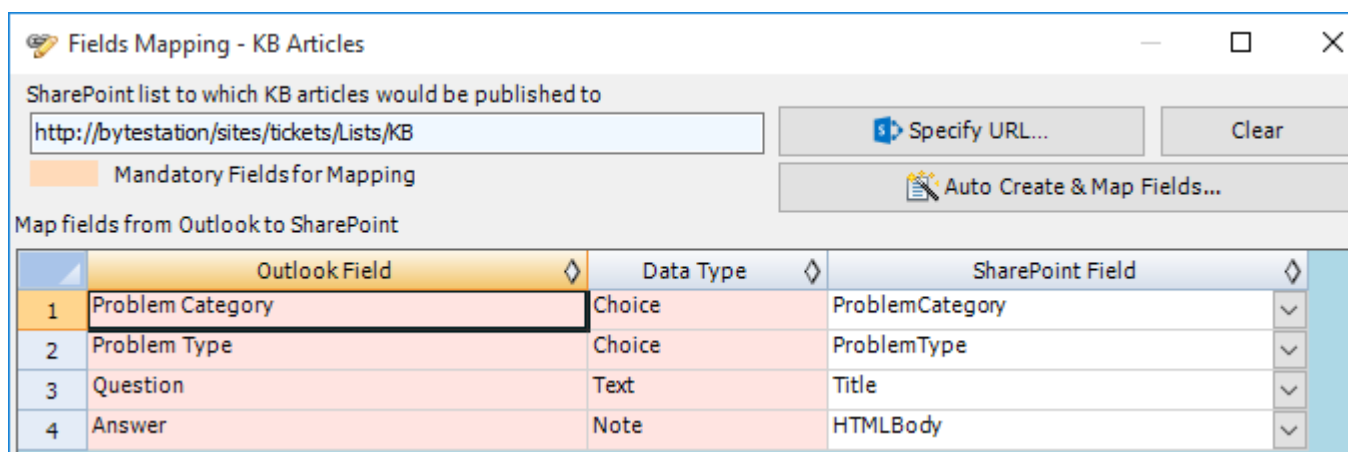 Fields Mapping - KB Articles
SharePoint list to which KB articles would be published to
http://bytestation/sites/tickets/Lists/KB
Specify URL...
Clear
Mandatory Fields for Mapping
Auto Create & Map Fields...
Map fields from Outlook to SharePoint
Outlook Field Data Type SharePoint Field
1 Problem Category Choice ProblemCategory
2 Problem Type Choice ProblemType
3 Question Text Title
4 Answer Note HTMLBody